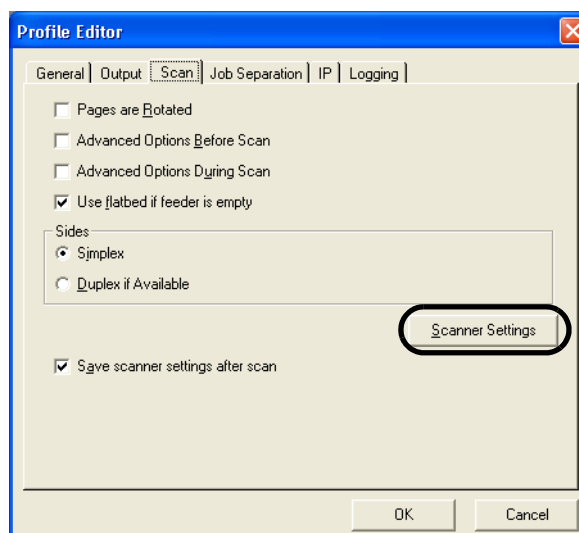 Profile Editor
General Output Scan Job Separation IP Logging
Pages are Rotated
Advanced Options Before Scan
Advanced Options During Scan
Use flatbed if feeder is empty
Sides
Simplex
Duplex if Available
Scanner Settings
Save scanner settings after scan
OK Cancel